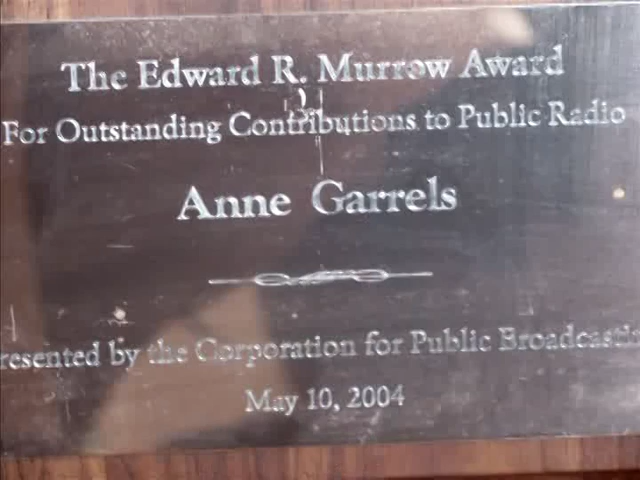 The Edward R. Murrow Award
For Outstanding Contributions to Public Radio
Anne Garrels
resented by the Corporation for Public Broadcastin
May 10, 2004